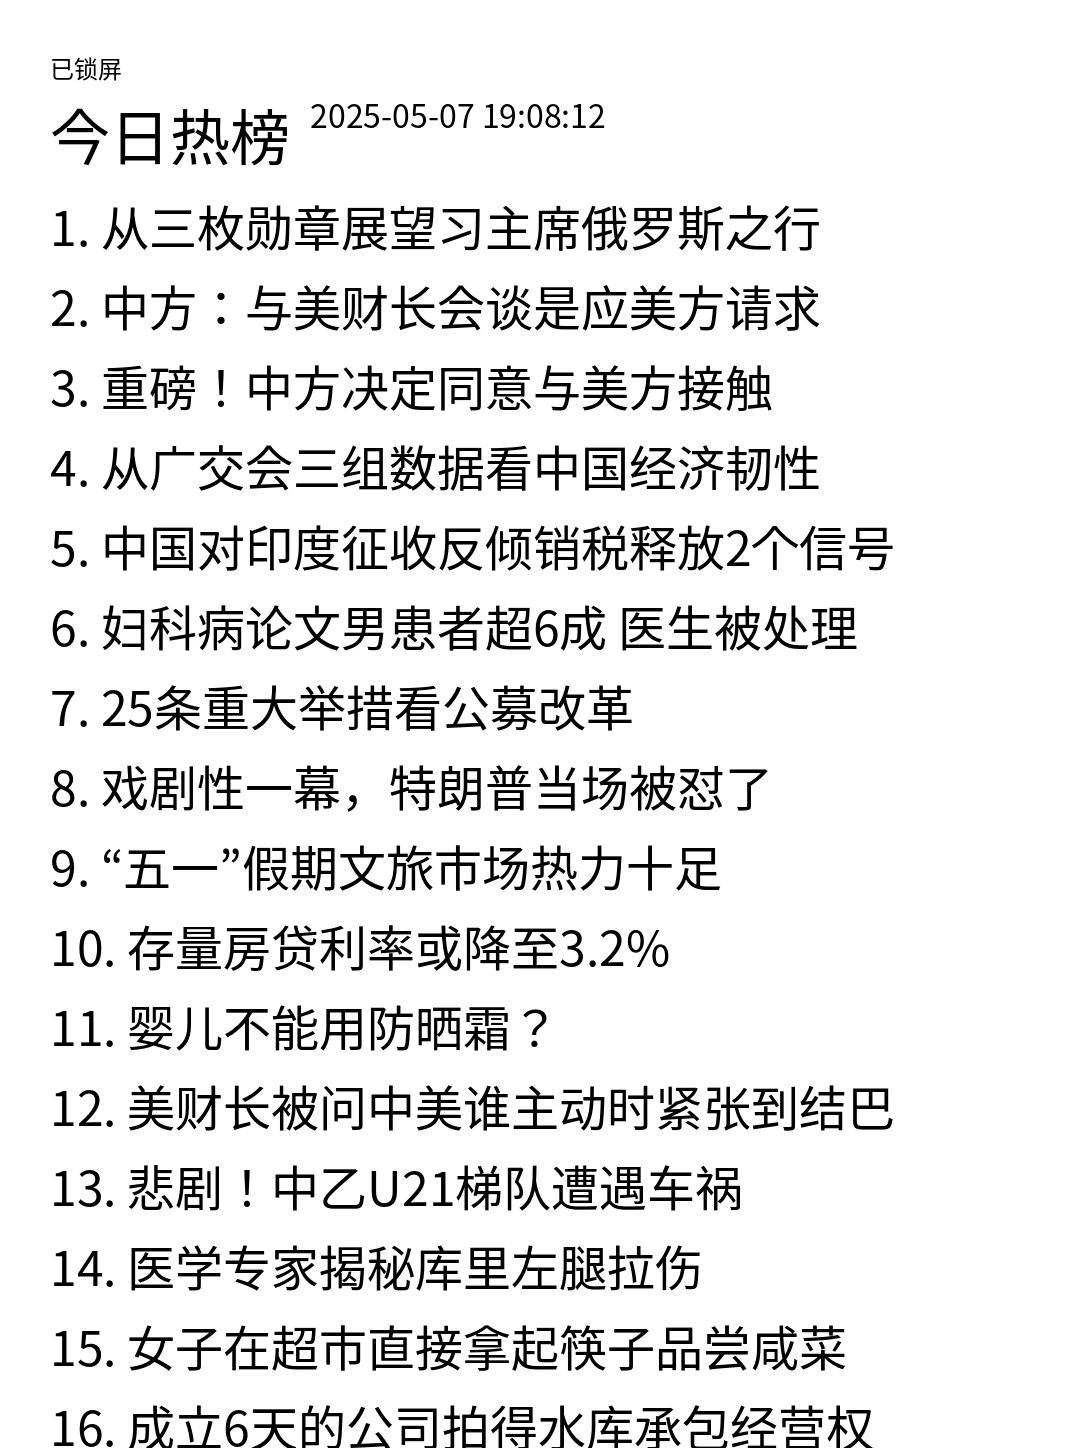 已锁屏
今日热榜 2025-05-07 19:08:12
1. 从三枚勋章展望习主席俄罗斯之行
2. 中方：与美财长会谈是应美方请求
3. 重磅！中方决定同意与美方接触
4. 从广交会三组数据看中国经济韧性
5. 中国对印度征收反倾销税释放2个信号
6. 妇科病论文男患者超6成 医生被处理
7. 25条重大举措看公募改革
8. 戏剧性一幕，特朗普当场被怼了
9. “五一”假期文旅市场热力十足
10. 存量房贷利率或降至3.2%
11. 婴儿不能用防晒霜？
12. 美财长被问中美谁主动时紧张到结巴
13. 悲剧！中乙U21梯队遭遇车祸
14. 医学专家揭秘库里左腿拉伤
15. 女子在超市直接拿起筷子品尝咸菜
16. 成立6天的公司拍得水库承包经营权